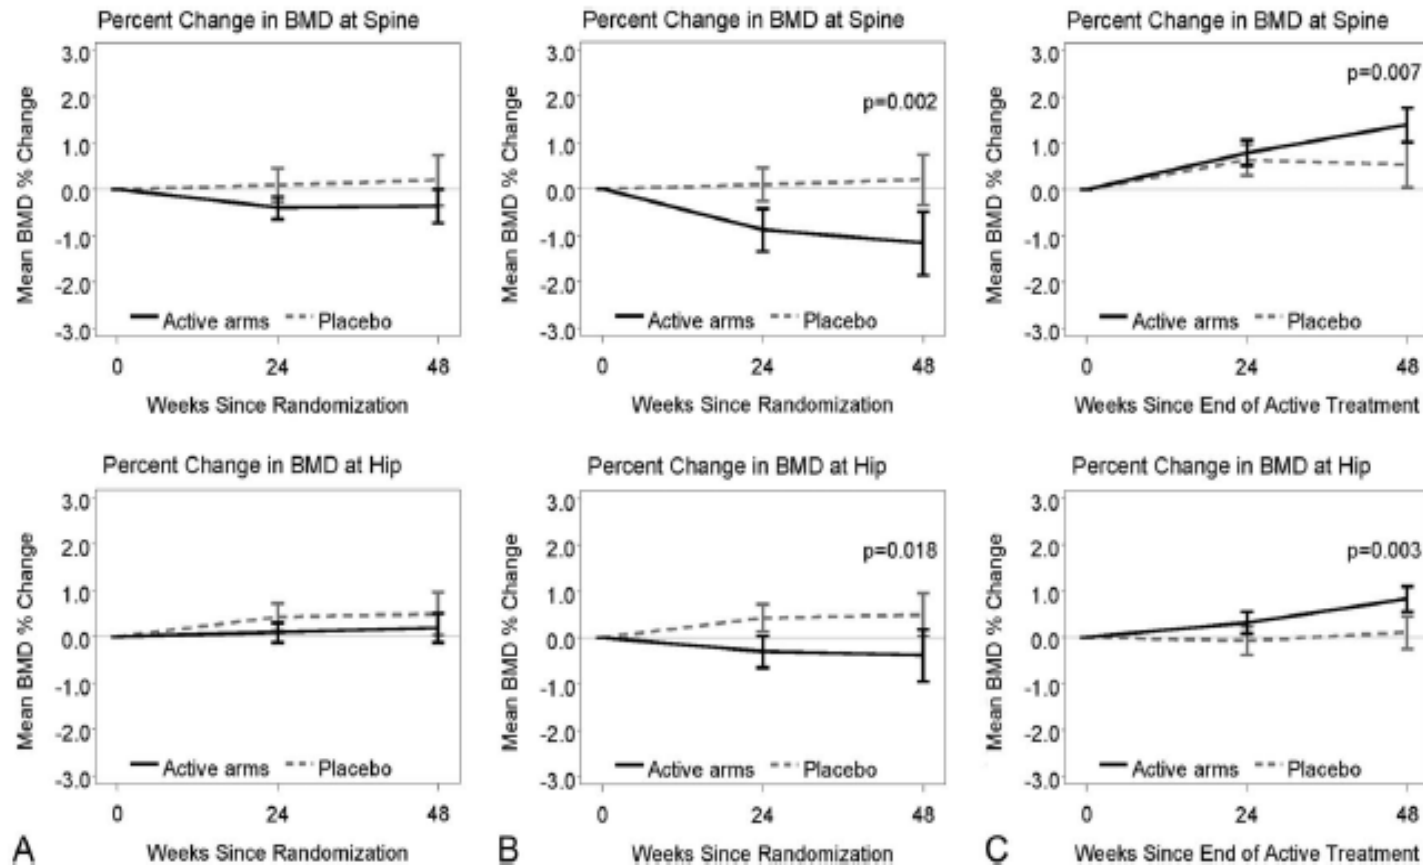 Percent Change in BMD at Spine
Mean BMD % Change
3.0
2.0
1.0
0.0
-1.0
-2.0
-3.0
Active arms Placebo
0 24 48
Weeks Since Randomization
Percent Change in BMD at Spine
Mean BMD % Change
3.0
2.0
1.0
0.0
-1.0
-2.0
-3.0
p=0.002
Active arms Placebo
0 24 48
Weeks Since Randomization
Percent Change in BMD at Spine
Mean BMD % Change
3.0
2.0
1.0
0.0
-1.0
-2.0
-3.0
p=0.007
Active arms Placebo
0 24 48
Weeks Since End of Active Treatment
Percent Change in BMD at Hip
Mean BMD % Change
3.0
2.0
1.0
0.0
-1.0
-2.0
-3.0
Active arms Placebo
0 24 48
A Weeks Since Randomization
Percent Change in BMD at Hip
Mean BMD % Change
3.0
2.0
1.0
0.0
-1.0
-2.0
-3.0
p=0.018
Active arms Placebo
0 24 48
B Weeks Since Randomization
Percent Change in BMD at Hip
Mean BMD % Change
3.0
2.0
1.0
0.0
-1.0
-2.0
-3.0
p=0.003
Active arms Placebo
0 24 48
C Weeks Since End of Active Treatment